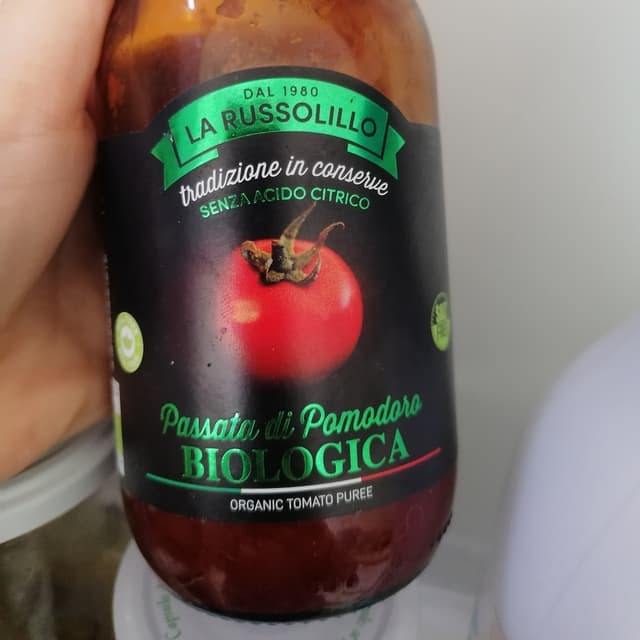 DAL 1980
LA RUSSOLILLO
tradizione in conserve
SENZA ACIDO CITRICO
Passata di Pomodoro
BIOLOGICA
ORGANIC TOMATO PUREE